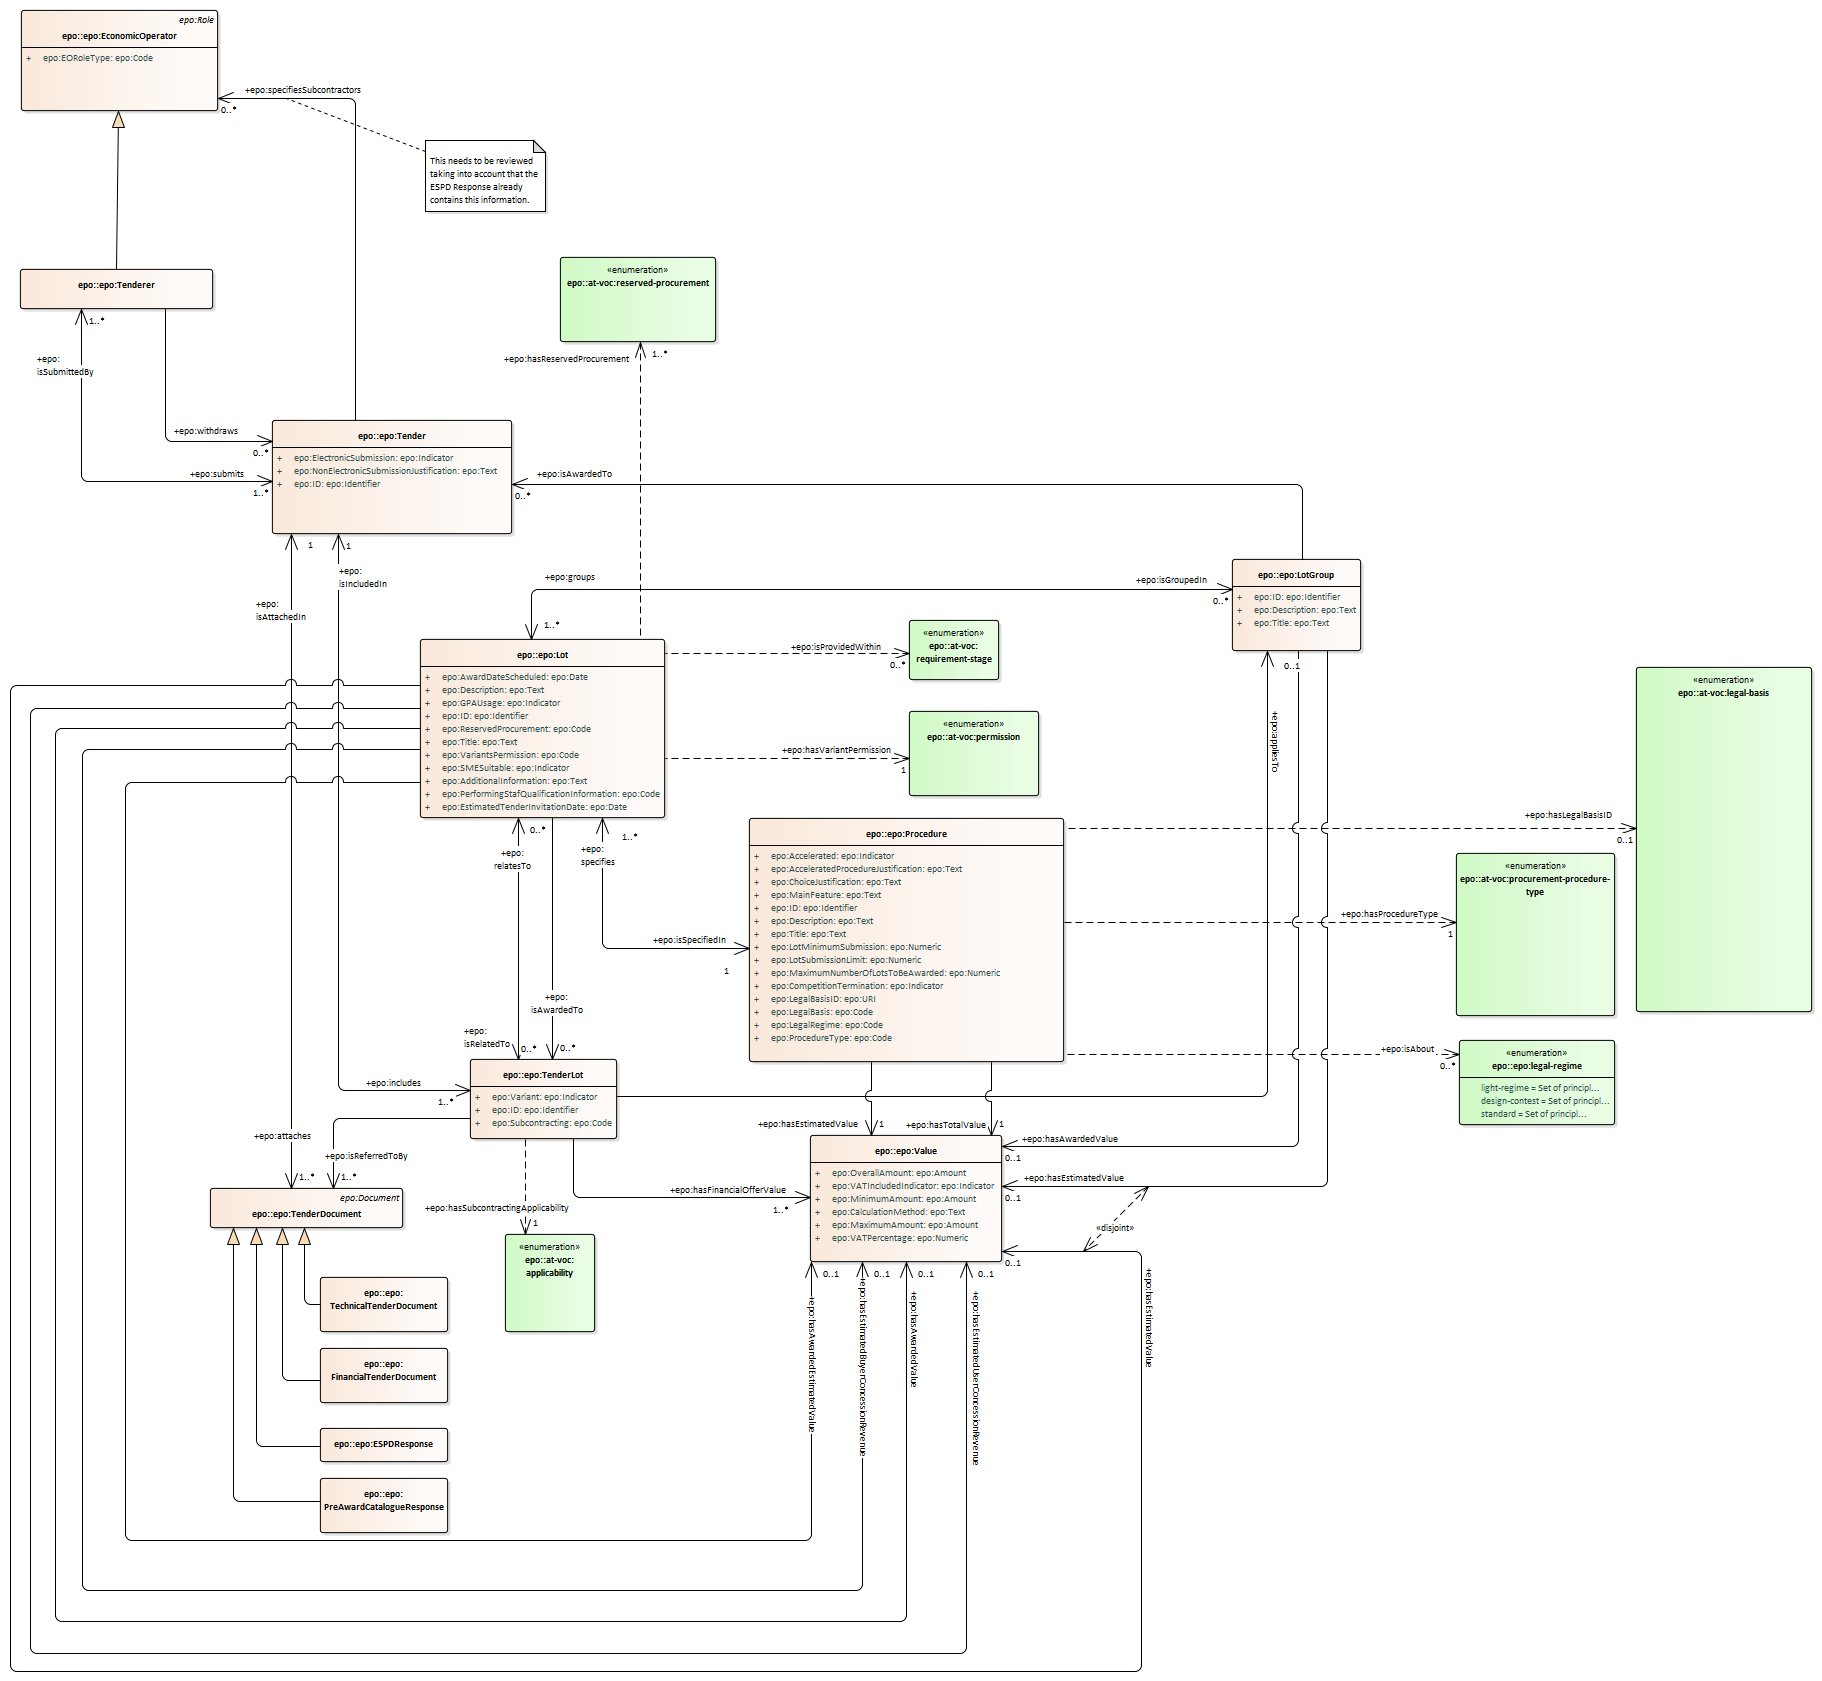 epo:Role
epo::epo:EconomicOperator
+ epo:EORoleType: epo:Code
+epo:specifiesSubcontractors
0..*
This needs to be reviewed
taking into account that the
ESPD Response already
contains this information.
epo::epo:Tenderer
1..*
+epo:
isSubmittedBy
+epo:withdraws
0..*
+epo:submits
1..*
«enumeration»
epo::at-voc:reserved-procurement
+epo:hasReservedProcurement
1..*
epo::epo:Tender
+ epo:ElectronicSubmission: epo:Indicator
+ epo:NonElectronicSubmissionJustification: epo:Text
+ epo:ID: epo:Identifier
+epo:isAwardedTo
0..*
1
1
+epo:
isIncludedIn
+epo:
isAttachedIn
+epo:groups
1..*
+epo:isGroupedIn
0..*
epo::epo:LotGroup
+ epo:ID: epo:Identifier
+ epo:Description: epo:Text
+ epo:Title: epo:Text
0..1
+epo:appliesTo
epo::epo:Lot
+ epo:AwardDateScheduled: epo:Date
+ epo:Description: epo:Text
+ epo:GPAUsage: epo:Indicator
+ epo:ID: epo:Identifier
+ epo:ReservedProcurement: epo:Code
+ epo:Title: epo:Text
+ epo:VariantsPermission: epo:Code
+ epo:SMESuitable: epo:Indicator
+ epo:AdditionalInformation: epo:Text
+ epo:PerformingStafQualificationInformation: epo:Code
+ epo:EstimatedTenderInvitationDate: epo:Date
+epo:isProvidedWithin
0..*
«enumeration»
epo::at-voc:
requirement-stage
+epo:hasVariantPermission
1
«enumeration»
epo::at-voc:permission
«enumeration»
epo::at-voc:legal-basis
+epo:hasLegalBasisID
0..1
0..*
+epo:
relatesTo
1..*
+epo:
specifies
+epo:isSpecifiedIn
1
epo::epo:Procedure
+ epo:Accelerated: epo:Indicator
+ epo:AcceleratedProcedureJustification: epo:Text
+ epo:ChoiceJustification: epo:Text
+ epo:MainFeature: epo:Text
+ epo:ID: epo:Identifier
+ epo:Description: epo:Text
+ epo:Title: epo:Text
+ epo:LotMinimumSubmission: epo:Numeric
+ epo:LotSubmissionLimit: epo:Numeric
+ epo:MaximumNumberOfLotsToBeAwarded: epo:Numeric
+ epo:CompetitionTermination: epo:Indicator
+ epo:LegalBasisID: epo:URI
+ epo:LegalBasis: epo:Code
+ epo:LegalRegime: epo:Code
+ epo:ProcedureType: epo:Code
«enumeration»
epo::at-voc:procurement-procedure-
type
+epo:hasProcedureType
1
+epo:isAbout
0..*
«enumeration»
epo::epo:legal-regime
light-regime = Set of principl...
design-contest = Set of principl...
standard = Set of principl...
+epo:
isAwardedTo
+epo:
isRelatedTo
0..*
0..*
epo::epo:TenderLot
+ epo:Variant: epo:Indicator
+ epo:ID: epo:Identifier
+ epo:Subcontracting: epo:Code
+epo:includes
1..*
+epo:attaches
1..*
+epo:isReferredToBy
1..*
epo:Document
epo::epo:TenderDocument
+epo:hasFinancialOfferValue
1..*
+epo:hasSubcontractingApplicability
1
«enumeration»
epo::at-voc:
applicability
+epo:hasEstimatedValue
1
+epo:hasTotalValue
1
epo::epo:Value
+ epo:OverallAmount: epo:Amount
+ epo:VATIncludedIndicator: epo:Indicator
+ epo:MinimumAmount: epo:Amount
+ epo:CalculationMethod: epo:Text
+ epo:MaximumAmount: epo:Amount
+ epo:VATPercentage: epo:Numeric
+epo:hasAwardedValue
0..1
+epo:hasEstimatedValue
0..1
«disjoint»
0..1
+epo:hasEstimatedValue
0..1
+epo:hasAwardedEstimatedValue
0..1
+epo:hasEstimatedBuyerConcessionRevenue
0..1
+epo:hasAwardedValue
0..1
+epo:hasEstimatedUserConcessionRevenue
epo::epo:
TechnicalTenderDocument
epo::epo:
FinancialTenderDocument
epo::epo:ESPDResponse
epo::epo:
PreAwardCatalogueResponse